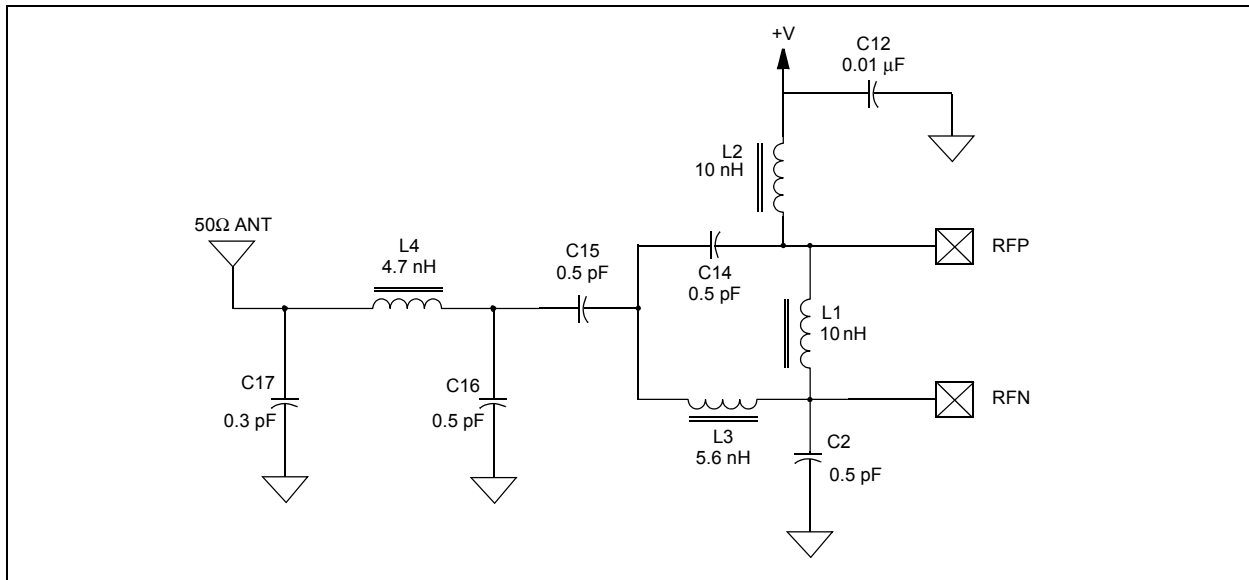 +V
C12
0.01 μF
L2
10 nH
50Ω ANT
L4
4.7 nH
C15
0.5 pF
C14
0.5 pF
RFP
L1
10 nH
C17
0.3 pF
C16
0.5 pF
L3
5.6 nH
RFN
C2
0.5 pF